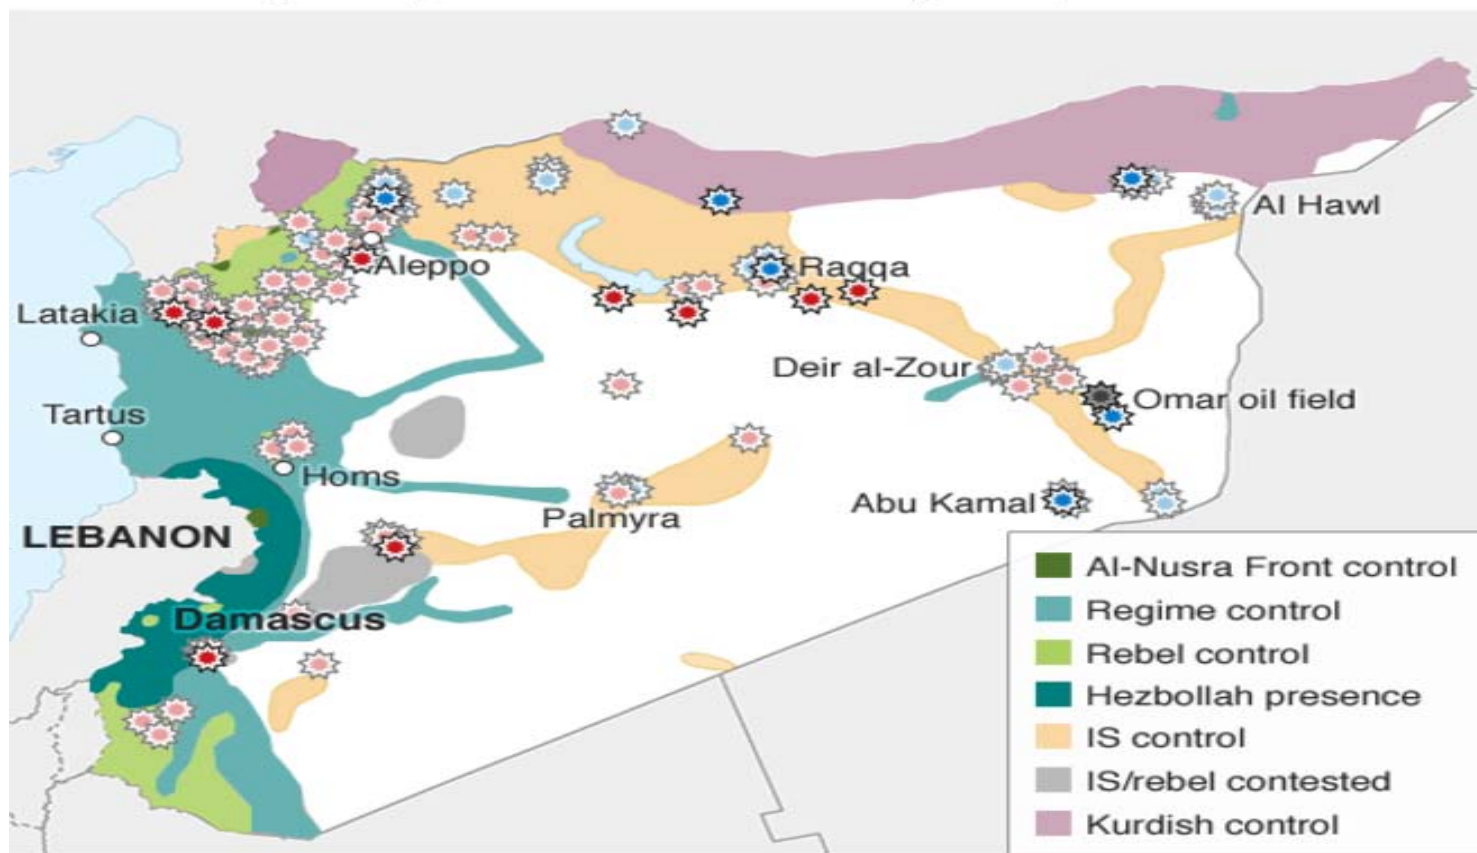 Al Hawl
Aleppo
Raqqa
Latakia
Deir al-Zour
Omar oil field
Tartus
Homs
Abu Kamal
Palmyra
LEBANON
Damascus
Al-Nusra Front control
Regime control
Rebel control
Hezbollah presence
IS control
IS/rebel contested
Kurdish control